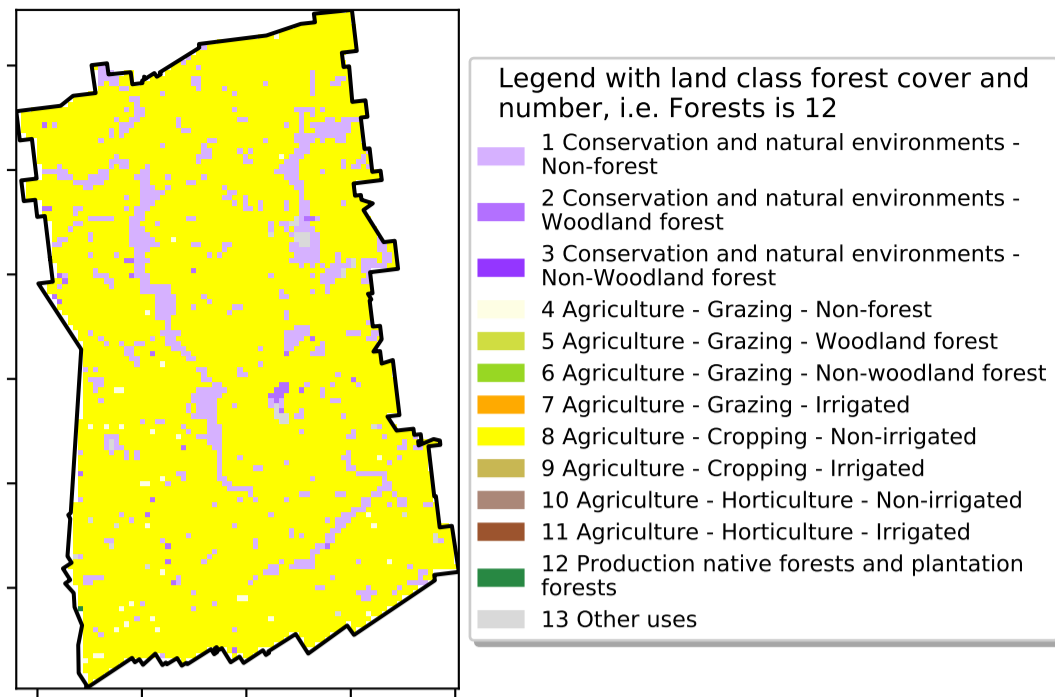 Legend with land class forest cover and
number, i.e. Forests is 12
1 Conservation and natural environments -
Non-forest
2 Conservation and natural environments -
Woodland forest
3 Conservation and natural environments -
Non-Woodland forest
4 Agriculture - Grazing - Non-forest
5 Agriculture - Grazing - Woodland forest
6 Agriculture - Grazing - Non-woodland forest
7 Agriculture - Grazing - Irrigated
8 Agriculture - Cropping - Non-irrigated
9 Agriculture - Cropping - Irrigated
10 Agriculture - Horticulture - Non-irrigated
11 Agriculture - Horticulture - Irrigated
12 Production native forests and plantation
forests
13 Other uses